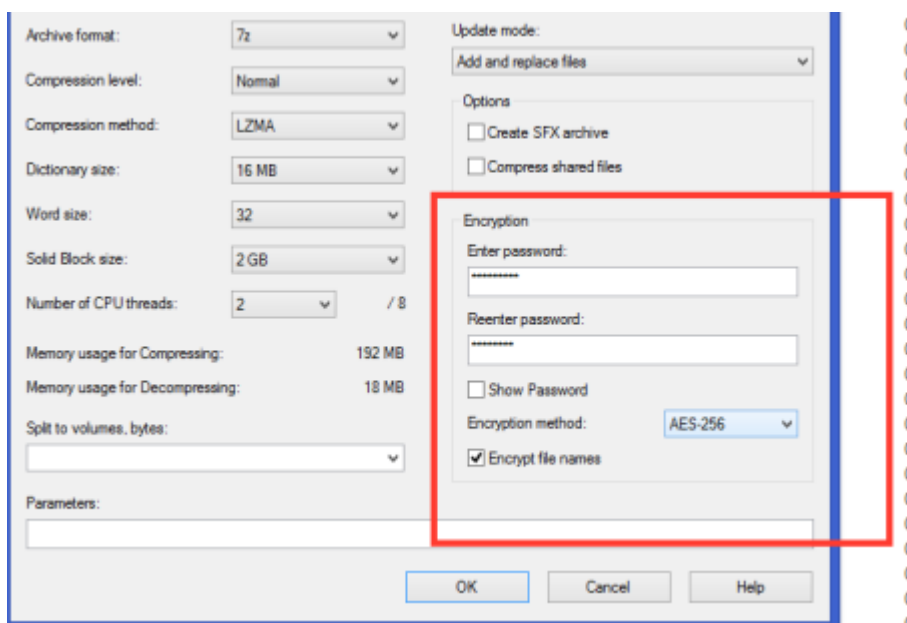 Archive format: 7z
Compression level: Normal
Compression method: LZMA
Dictionary size: 16 MB
Word size: 32
Solid Block size: 2 GB
Number of CPU threads: 2 / 8
Memory usage for Compressing: 192 MB
Memory usage for Decompressing: 18 MB
Split to volumes, bytes:
Parameters:
Update mode:
Add and replace files
Options
Create SFX archive
Compress shared files
Encryption
Enter password:
*********
Reenter password:
********
Show Password
Encryption method: AES-256
Encrypt file names
OK Cancel Help